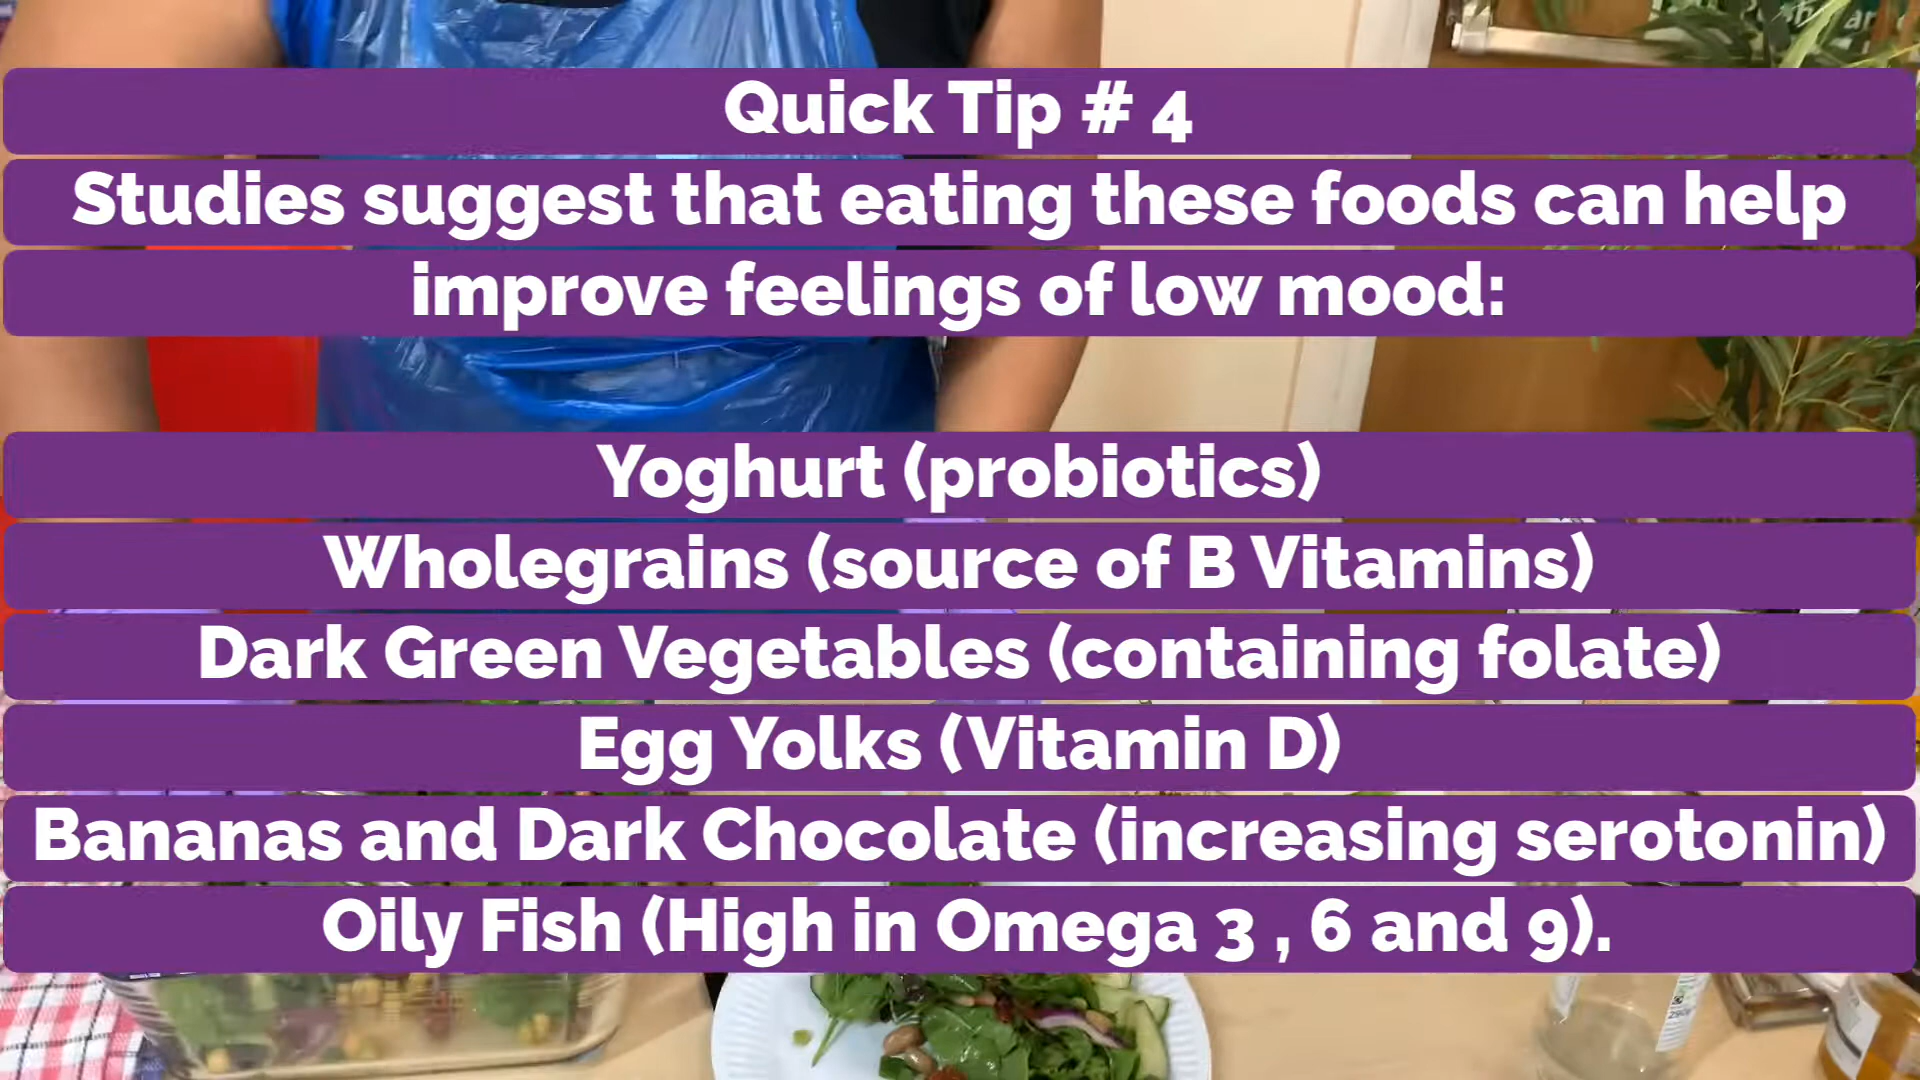 Quick Tip # 4
Studies suggest that eating these foods can help
improve feelings of low mood:
Yoghurt (probiotics)
Wholegrains (source of B Vitamins)
Dark Green Vegetables (containing folate)
Egg Yolks (Vitamin D)
Bananas and Dark Chocolate (increasing serotonin)
Oily Fish (High in Omega 3 , 6 and 9).